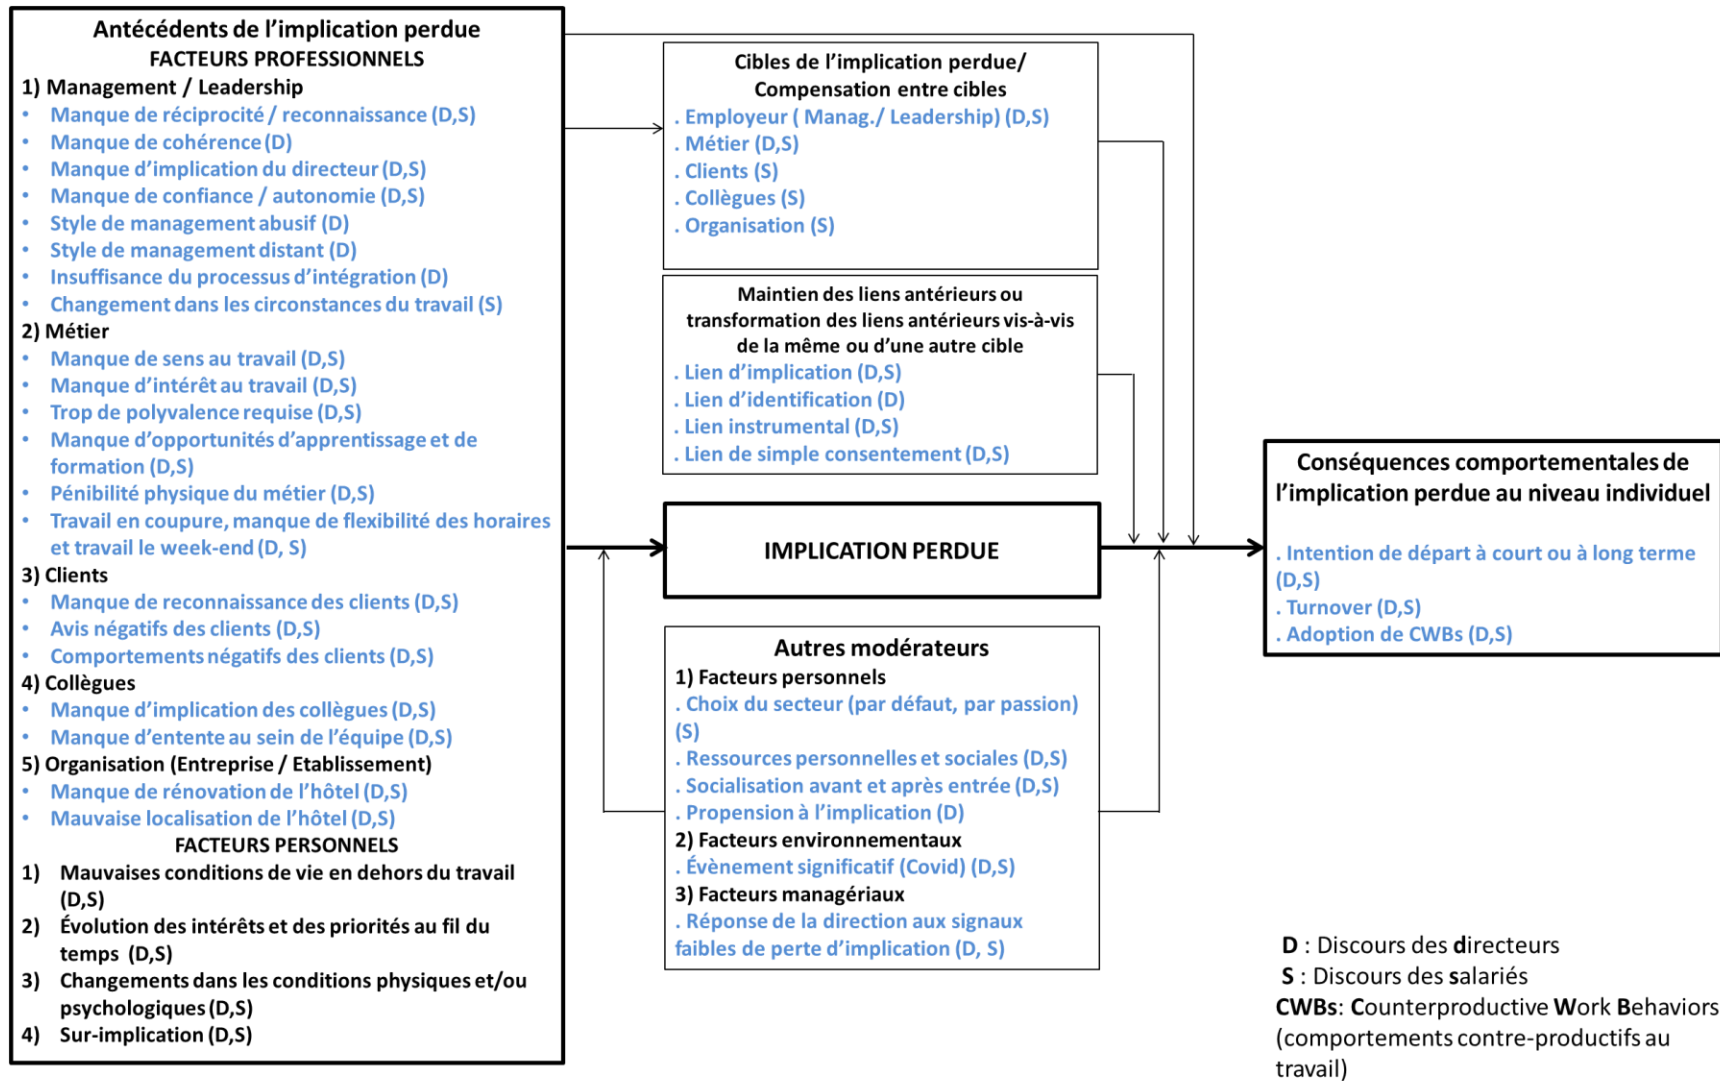 Antécédents de l'implication perdue
FACTEURS PROFESSIONNELS
1) Management / Leadership
• Manque de réciprocité / reconnaissance (D,S)
• Manque de cohérence (D)
• Manque d'implication du directeur (D,S)
• Manque de confiance / autonomie (D,S)
• Style de management abusif (D)
• Style de management distant (D)
• Insuffisance du processus d'intégration (D)
• Changement dans les circonstances du travail (S)
2) Métier
• Manque de sens au travail (D,S)
• Manque d'intérêt au travail (D,S)
• Trop de polyvalence requise (D,S)
• Manque d'opportunités d'apprentissage et de
formation (D,S)
• Pénibilité physique du métier (D,S)
• Travail en coupure, manque de flexibilité des horaires
et travail le week-end (D, S)
3) Clients
• Manque de reconnaissance des clients (D,S)
• Avis négatifs des clients (D,S)
• Comportements négatifs des clients (D,S)
4) Collègues
• Manque d'implication des collègues (D,S)
• Manque d'entente au sein de l'équipe (D,S)
5) Organisation (Entreprise / Etablissement)
• Manque de rénovation de l'hôtel (D,S)
• Mauvaise localisation de l'hôtel (D,S)
FACTEURS PERSONNELS
1) Mauvaises conditions de vie en dehors du travail
(D,S)
2) Évolution des intérêts et des priorités au fil du
temps (D,S)
3) Changements dans les conditions physiques et/ou
psychologiques (D,S)
4) Sur-implication (D,S)
Cibles de l'implication perdue/
Compensation entre cibles
. Employeur ( Manag./ Leadership) (D,S)
. Métier (D,S)
. Clients (S)
. Collègues (S)
. Organisation (S)
Maintien des liens antérieurs ou
transformation des liens antérieurs vis-à-vis
de la même ou d'une autre cible
. Lien d'implication (D,S)
. Lien d'identification (D)
. Lien instrumental (D,S)
. Lien de simple consentement (D,S)
IMPLICATION PERDUE
Autres modérateurs
1) Facteurs personnels
. Choix du secteur (par défaut, par passion)
(S)
. Ressources personnelles et sociales (D,S)
. Socialisation avant et après entrée (D,S)
. Propension à l'implication (D)
2) Facteurs environnementaux
. Évènement significatif (Covid) (D,S)
3) Facteurs managériaux
. Réponse de la direction aux signaux
faibles de perte d'implication (D, S)
Conséquences comportementales de
l'implication perdue au niveau individuel
. Intention de départ à court ou à long terme
(D,S)
. Turnover (D,S)
. Adoption de CWBs (D,S)
D : Discours des directeurs
S : Discours des salariés
CWBs: Counterproductive Work Behaviors
(comportements contre-productifs au
travail)